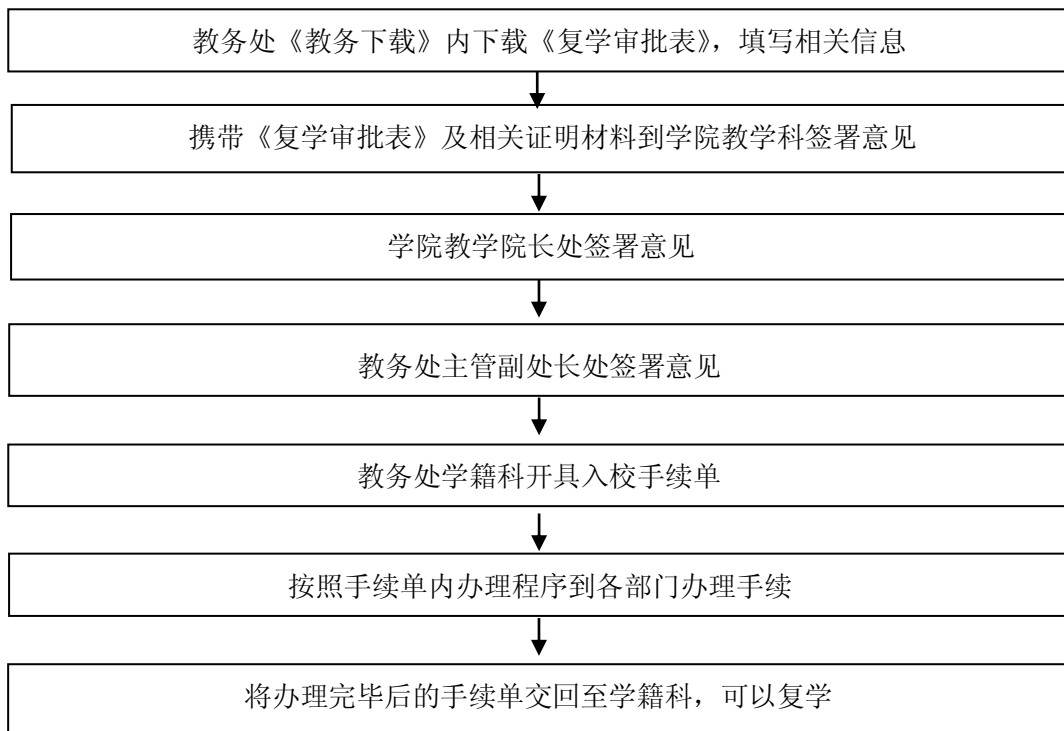 教务处《教务下载》内下载《复学审批表》，填写相关信息
携带《复学审批表》及相关证明材料到学院教学科签署意见
学院教学院长处签署意见
教务处主管副处长处签署意见
教务处学籍科开具入校手续单
按照手续单内办理程序到各部门办理手续
将办理完毕后的手续单交回至学籍科，可以复学